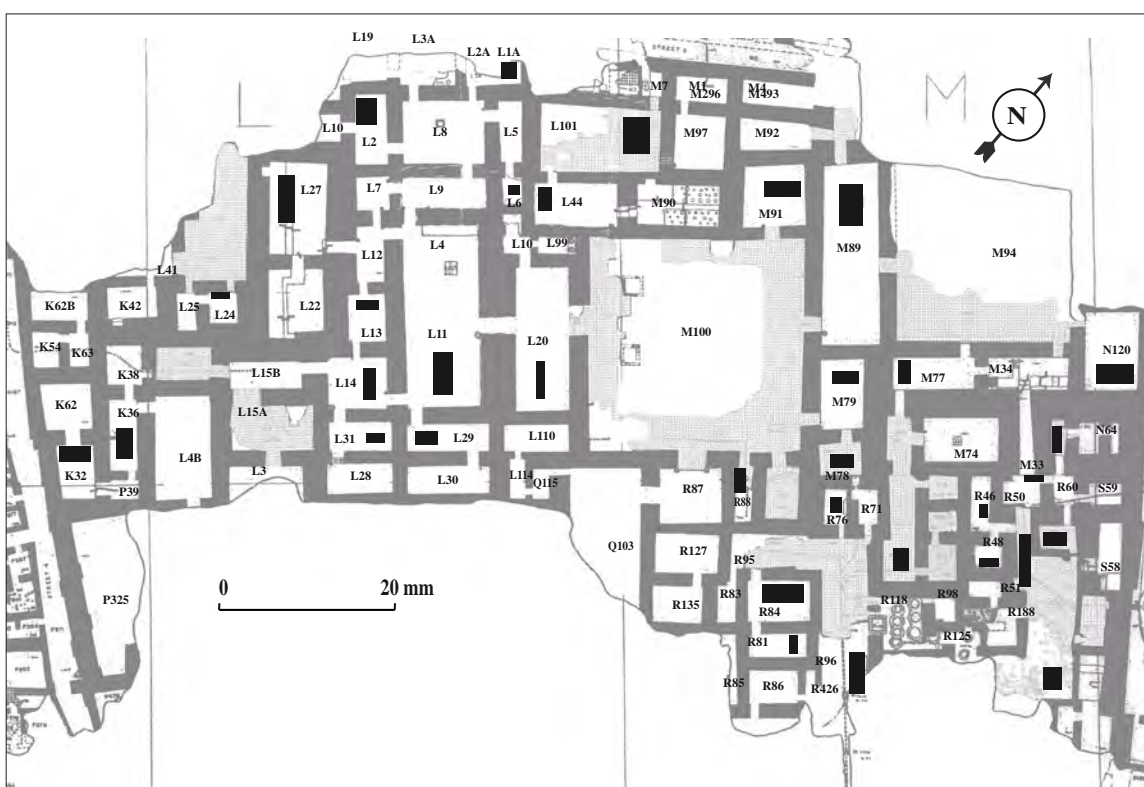 L19 L3A L2A L1A
STREET 5
L M
M7 M1 M296 M4 M493
N
L10 L2 L8 L5 L101 M97 M92
L27 L7 L9 L6 L44 M90 M91
M89 M94
L41 L12 L4 L10 L99
K62B K42 L25 L24 L22 L13 L11 L20 M100
K54 K63 K38 L15B L14 M79 M77 M34 N120
K62 K36 L15A L31 L29 L110 M74 N64
K32 L4B L3 L28 L30 L114 Q115 M78 M33
P39 R87 R88 R76 R71 R46 R50 R60 S59
Q103 R127 R95 R48 S58
STREET 4
P325 R135 R83 R84 R118 R98 R51 R188
0 20 mm
R81 R96 R125
R85 R86 R426